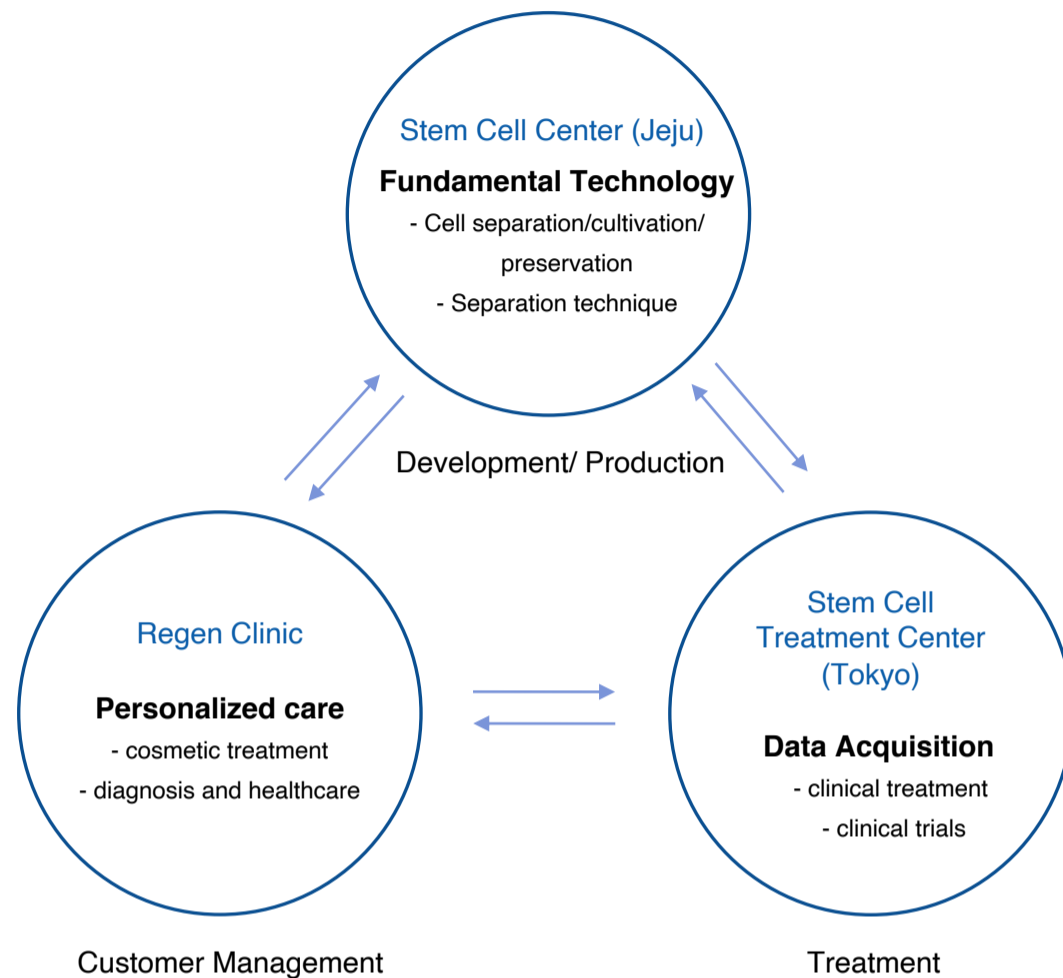 Stem Cell Center (Jeju)
Fundamental Technology
- Cell separation/cultivation/
preservation
- Separation technique
Development/ Production
Regen Clinic
Personalized care
- cosmetic treatment
- diagnosis and healthcare
Customer Management
Stem Cell
Treatment Center
(Tokyo)
Data Acquisition
- clinical treatment
- clinical trials
Treatment